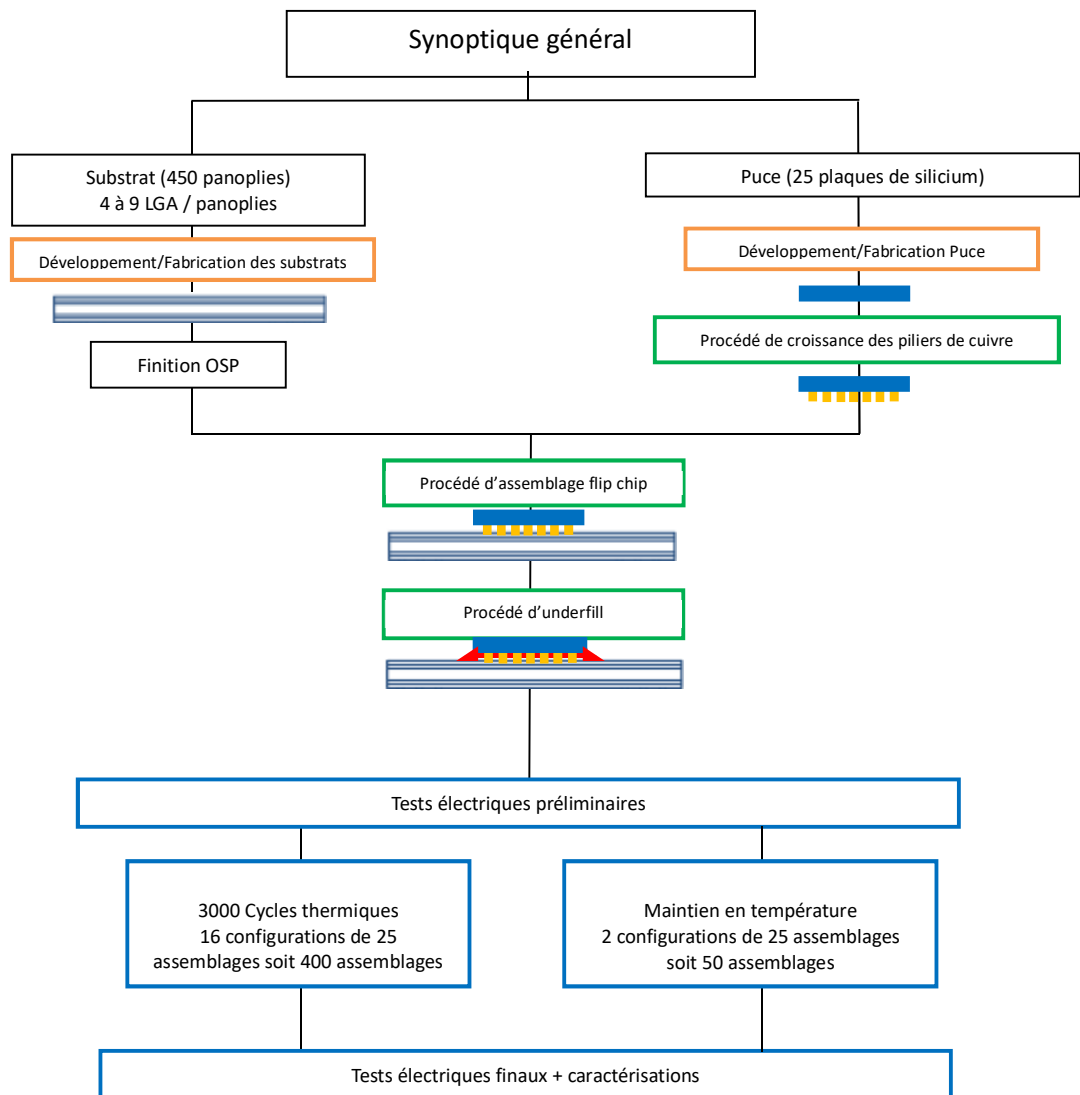 Synoptique général
Substrat (450 panoplies)
4 à 9 LGA / panoplies
Puce (25 plaques de silicium)
Développement/Fabrication des substrats
Développement/Fabrication Puce
Procédé de croissance des piliers de cuivre
Finition OSP
Procédé d'assemblage flip chip
Procédé d'underfill
Tests électriques préliminaires
3000 Cycles thermiques
16 configurations de 25
assemblages soit 400 assemblages
Maintien en température
2 configurations de 25 assemblages
soit 50 assemblages
Tests électriques finaux + caractérisations